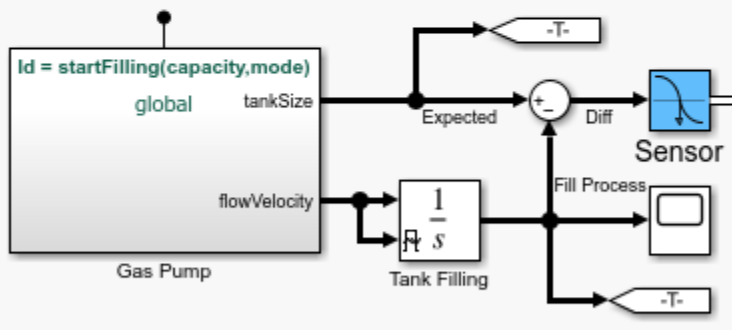 Id = startFilling(capacity,mode)
global
tankSize
flowVelocity
Gas Pump
-T-
Expected
+
−
Diff
Sensor
1
s
Tank Filling
Fill Process
-T-